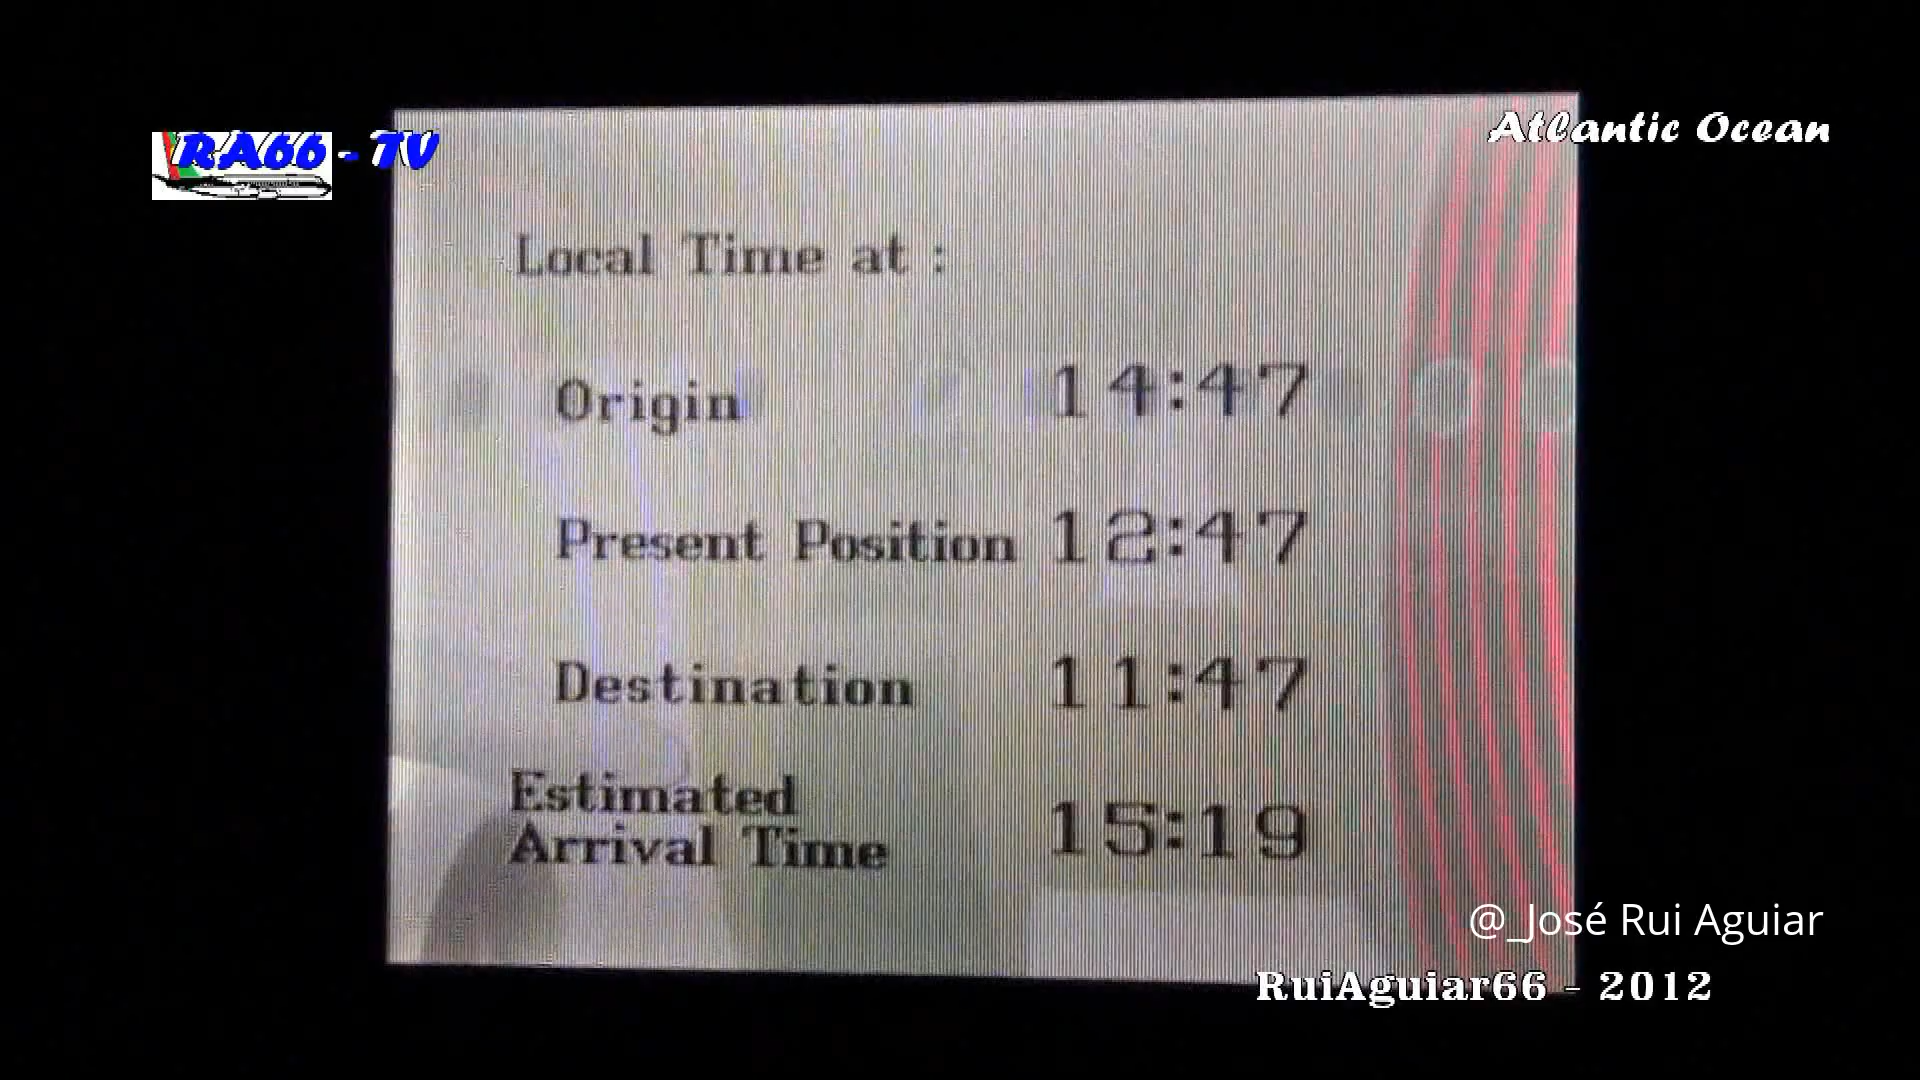 RA66 - TV
Atlantic Ocean
Local Time at :
Origin 14:47
Present Position 12:47
Destination 11:47
Estimated
Arrival Time 15:19
@_José Rui Aguiar
RuiAguiar66 - 2012